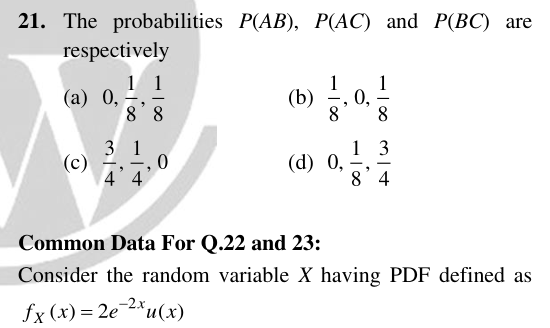 21. The probabilities P(AB), P(AC) and P(BC) are
respectively
(a) 0, 1/8, 1/8 (b) 1/8, 0, 1/8
(c) 3/4, 1/4, 0 (d) 0, 1/8, 3/4
Common Data For Q.22 and 23:
Consider the random variable X having PDF defined as
f_X(x) = 2e^{-2x}u(x)